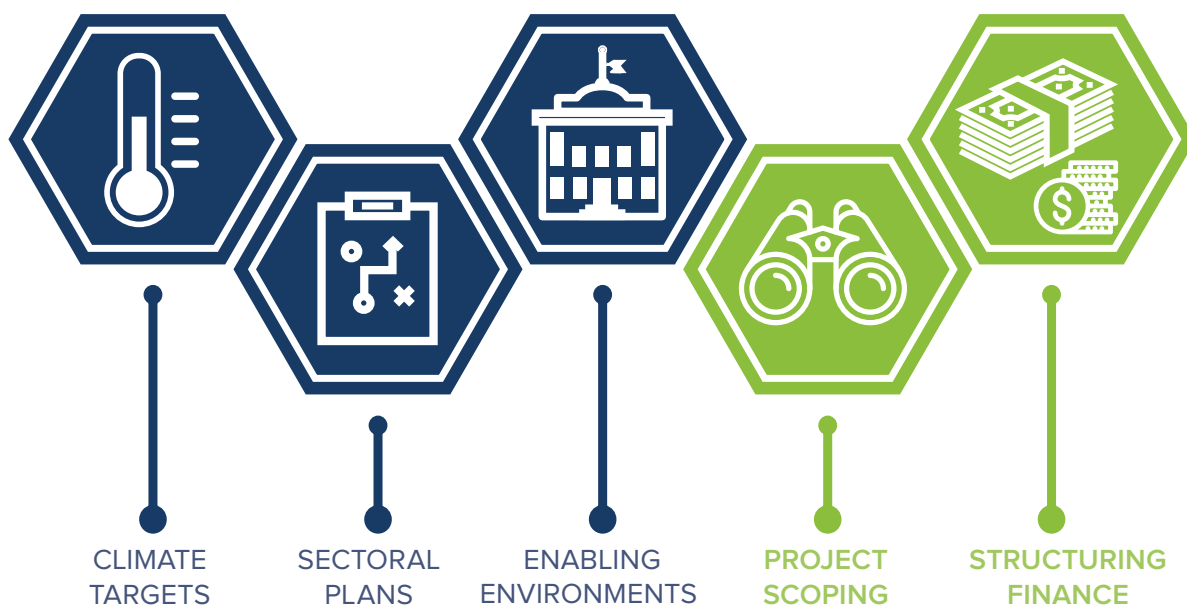 $
CLIMATE
TARGETS
SECTORAL
PLANS
ENABLING
ENVIRONMENTS
PROJECT
SCOPING
STRUCTURING
FINANCE